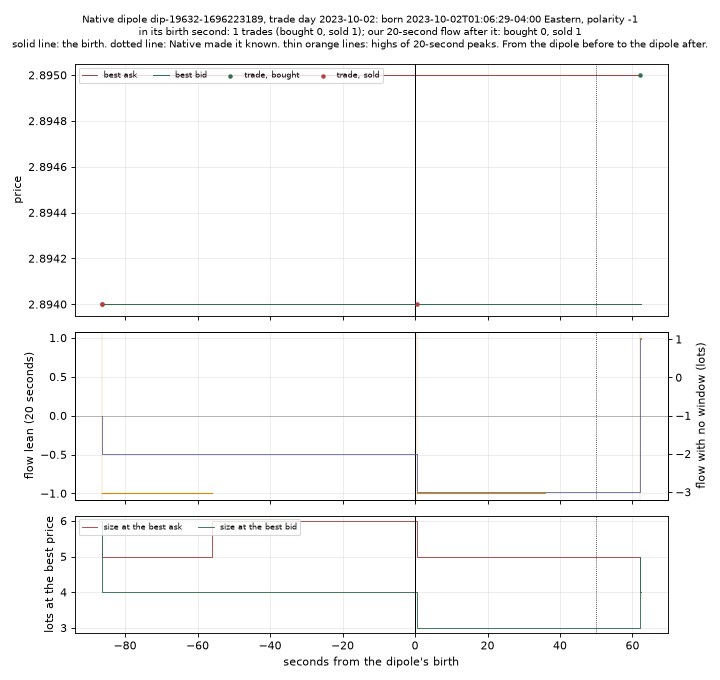 Native dipole dip-19632-1696223189, trade day 2023-10-02: born 2023-10-02T01:06:29-04:00 Eastern, polarity -1
in its birth second: 1 trades (bought 0, sold 1); our 20-second flow after it: bought 0, sold 1
solid line: the birth. dotted line: Native made it known. thin orange lines: highs of 20-second peaks. From the dipole before to the dipole after.
best ask best bid trade, bought trade, sold
2.8950
2.8948
2.8946
2.8944
2.8942
2.8940
price
1.0
0.5
0.0
−0.5
−1.0
flow lean (20 seconds)
1
0
−1
−2
−3
flow with no window (lots)
size at the best ask size at the best bid
6
5
4
3
lots at the best price
−80 −60 −40 −20 0 20 40 60
seconds from the dipole's birth